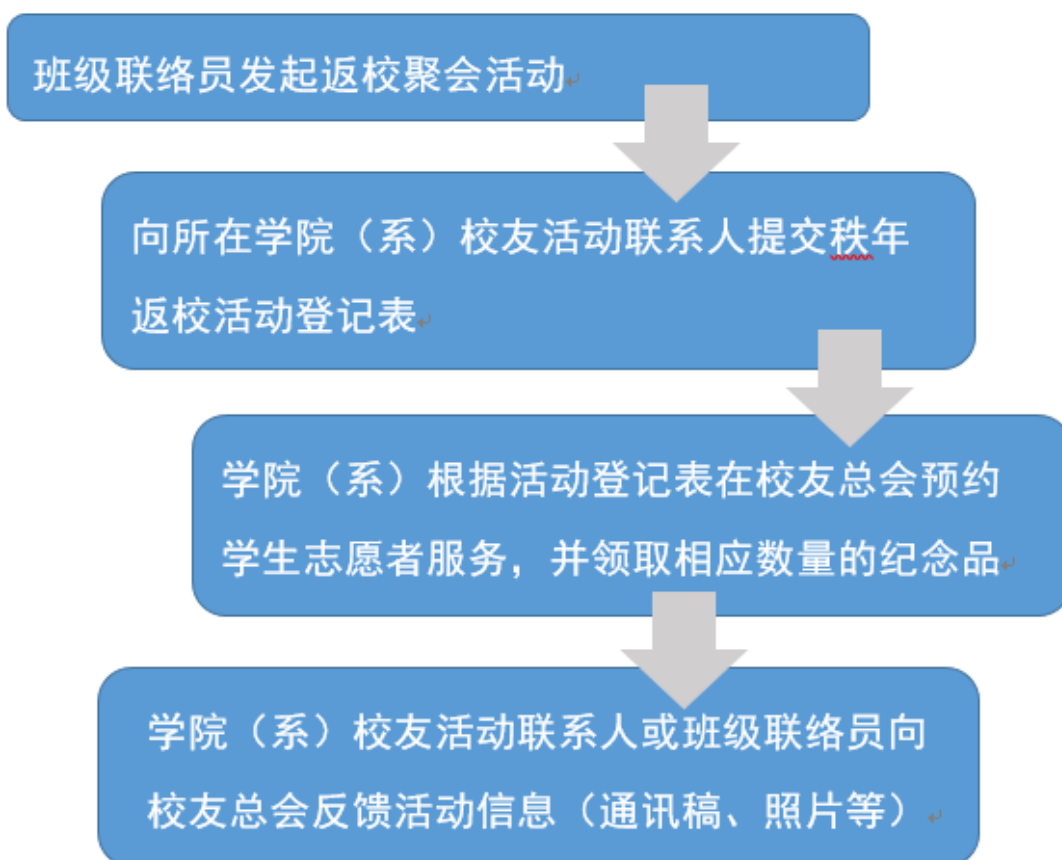 班级联络员发起返校聚会活动
向所在学院（系）校友活动联系人提交秩年
返校活动登记表
学院（系）根据活动登记表在校友总会预约
学生志愿者服务，并领取相应数量的纪念品
学院（系）校友活动联系人或班级联络员向
校友总会反馈活动信息（通讯稿、照片等）